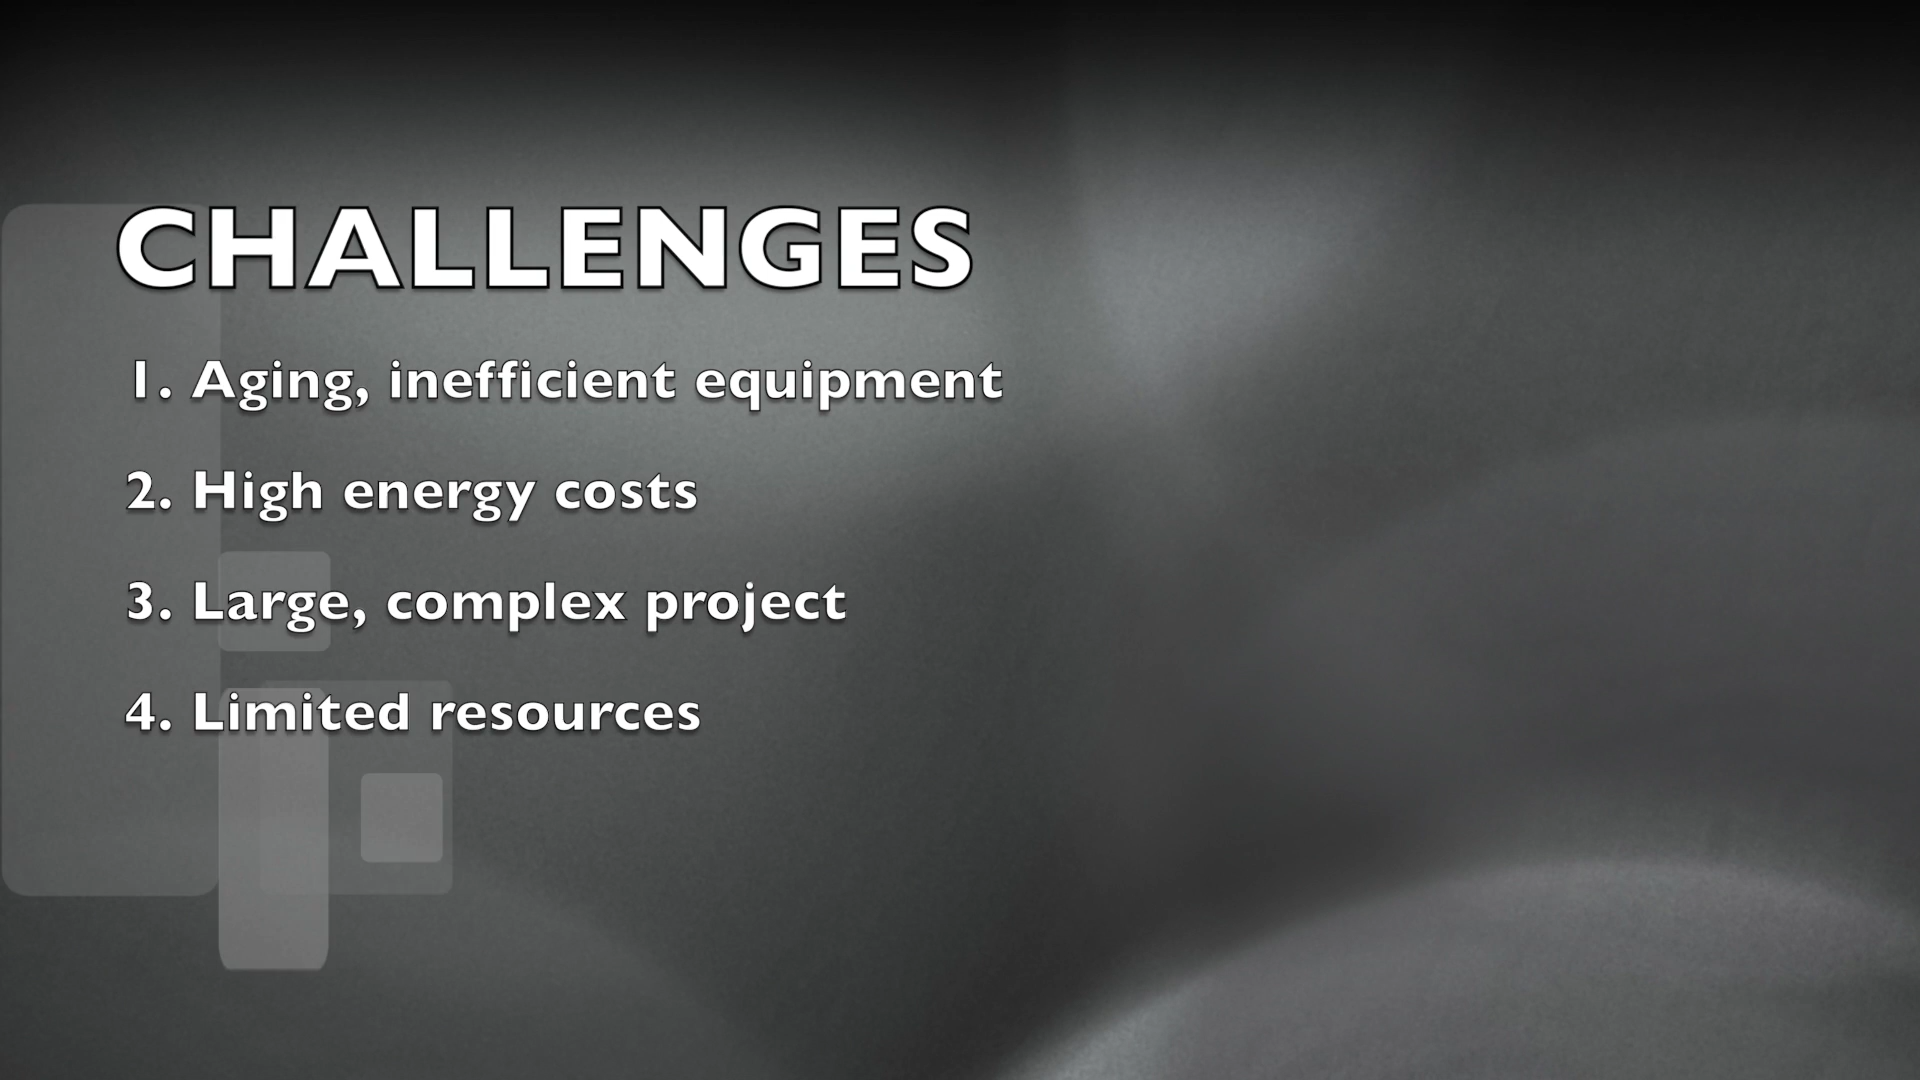 CHALLENGES
1. Aging, inefficient equipment
2. High energy costs
3. Large, complex project
4. Limited resources